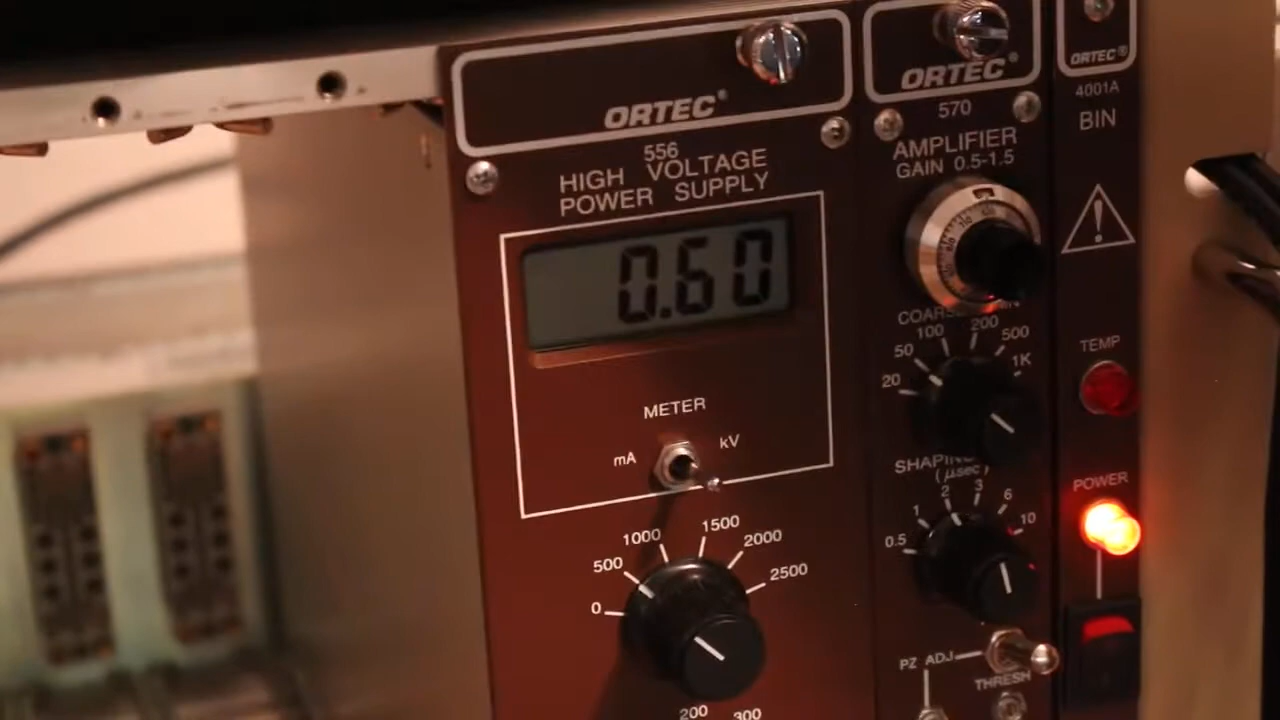 ORTEC®
556
HIGH VOLTAGE
POWER SUPPLY
0.60
METER
mA
kV
0
500
1000
1500
2000
2500
200
300
ORTEC®
570
AMPLIFIER
GAIN 0.5-1.5
20
50
100
200
500
1K
SHAPING
(μsec)
0.5
1
2
3
6
10
PZ ADJ
THRESH
ORTEC®
4001A
BIN
!
TEMP
POWER